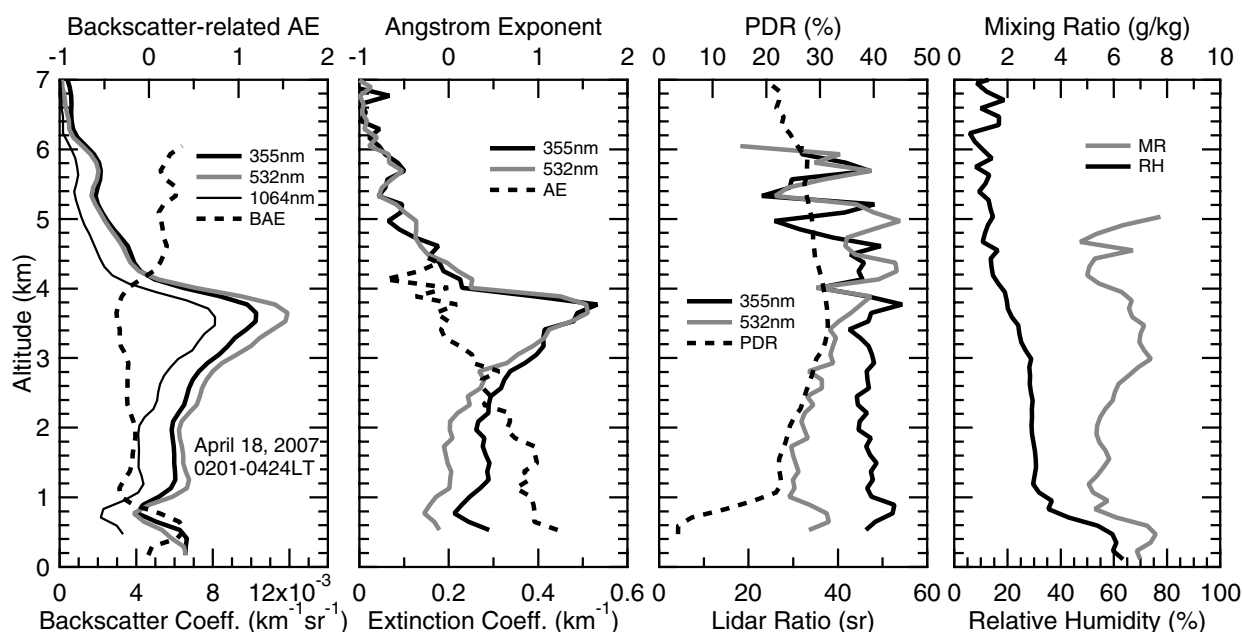 Backscatter-related AE
Angstrom Exponent
PDR (%)
Mixing Ratio (g/kg)
-1 0 1 2
-1 0 1 2
0 10 20 30 40 50
0 2 4 6 8 10
Altitude (km)
7
6
5
4
3
2
1
0
355nm
532nm
1064nm
BAE
April 18, 2007
0201-0424LT
355nm
532nm
AE
355nm
532nm
PDR
MR
RH
0 4 8 12x10⁻³
0 0.2 0.4 0.6
0 20 40 60 80
0 20 40 60 80 100
Backscatter Coeff. (km⁻¹sr⁻¹)
Extinction Coeff. (km⁻¹)
Lidar Ratio (sr)
Relative Humidity (%)